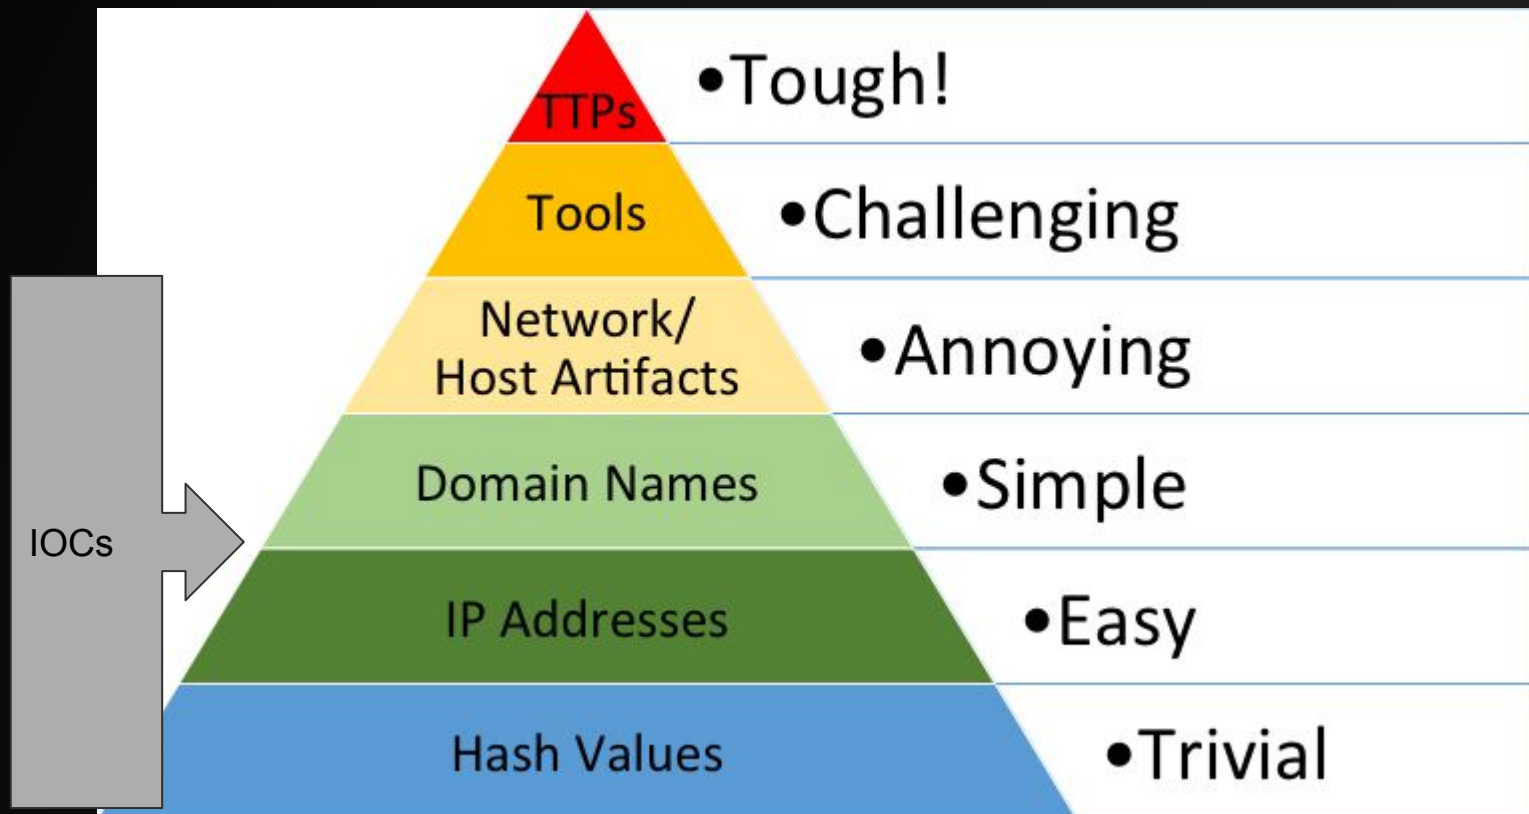 TTPs
•Tough!
Tools
•Challenging
Network/
Host Artifacts
•Annoying
Domain Names
•Simple
IOCs
IP Addresses
•Easy
Hash Values
•Trivial